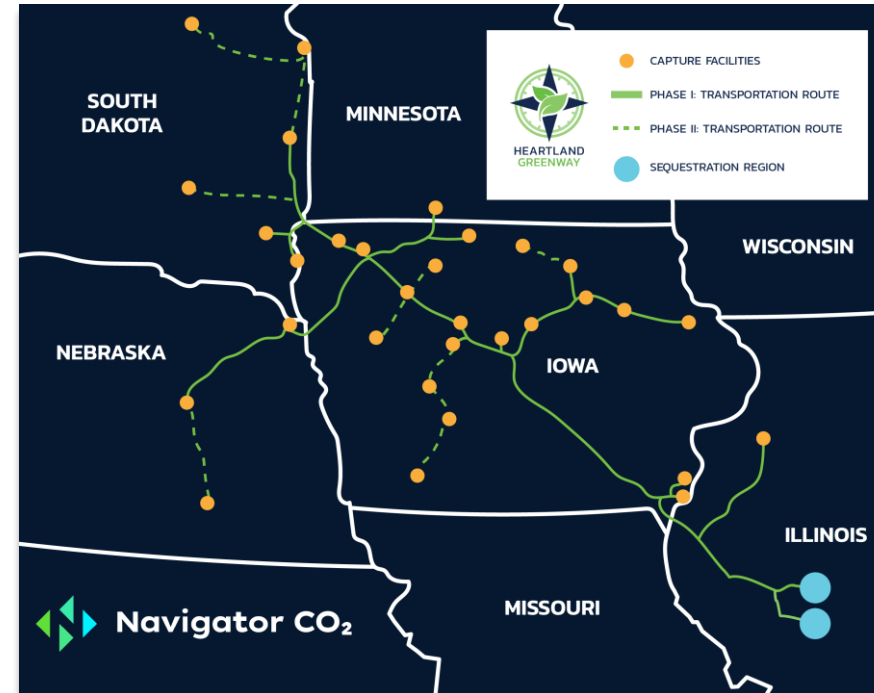 SOUTH
DAKOTA
MINNESOTA
HEARTLAND
GREENWAY
CAPTURE FACILITIES
PHASE I: TRANSPORTATION ROUTE
PHASE II: TRANSPORTATION ROUTE
SEQUESTRATION REGION
WISCONSIN
NEBRASKA
IOWA
ILLINOIS
MISSOURI
Navigator CO₂